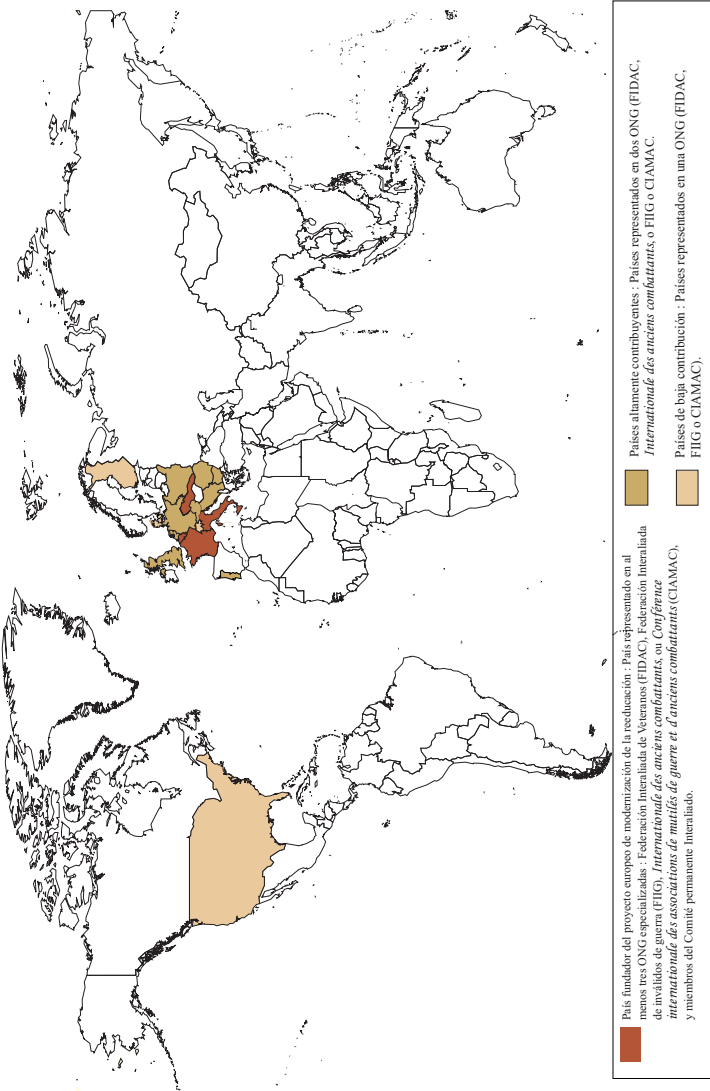 País fundador del proyecto europeo de modernización de la reeducación : País representado en al
menos tres ONG especializadas : Federación Interaliada de Veteranos (FIDAC), Federación Interaliada
de inválidos de guerra (FIIG), Internationale des anciens combattants, ou Conférence
internationale des associations de mutilés de guerre et d'anciens combattants (CIAMAC),
y miembros del Comité permanente Interaliado.
Países altamente contribuyentes : Países representados en dos ONG (FIDAC,
Internationale des anciens combattants, o FIIG o CIAMAC.
Países de baja contribución : Países representados en una ONG (FIDAC,
FIIG o CIAMAC).